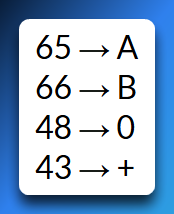 65 → A
66 → B
48 → 0
43 → +